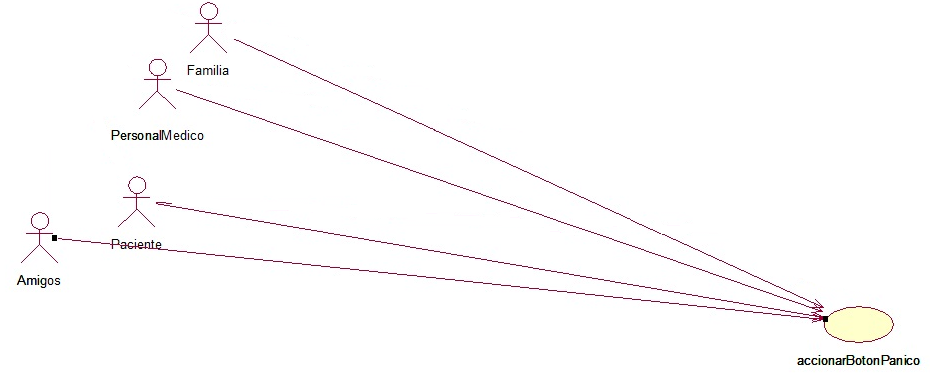 Familia
PersonalMedico
Paciente
Amigos
accionarBotonPanico